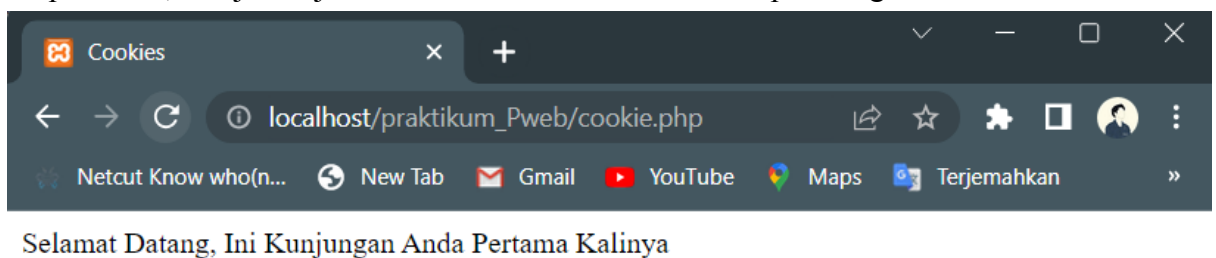 Cookies
localhost/praktikum_Pweb/cookie.php
Netcut Know who(n... New Tab Gmail YouTube Maps Terjemahkan »
Selamat Datang, Ini Kunjungan Anda Pertama Kalinya